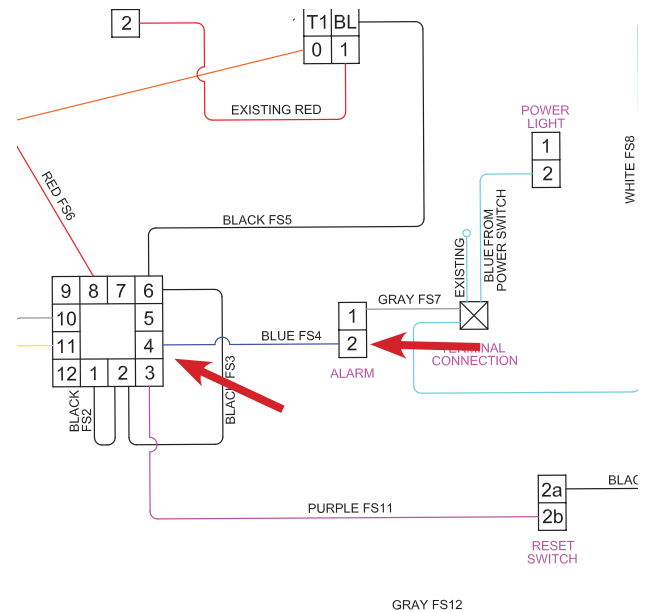 2
T1 BL
0 1
EXISTING RED
POWER
LIGHT
1
2
WHITE FS8
RED FS6
BLACK FS5
EXISTING
BLUE FROM
POWER SWITCH
9 8 7 6
10 5
11 4
12 1 2 3
GRAY FS7
1
2
BLUE FS4
ALARM
TERMINAL
CONNECTION
BLACK FS3
BLACK
FS2
2a
2b
BLAC
PURPLE FS11
RESET
SWITCH
GRAY FS12